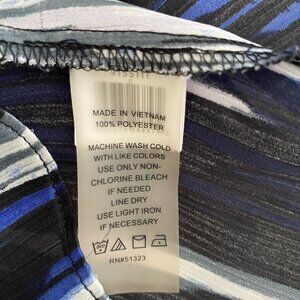 MADE IN VIETNAM
100% POLYESTER
MACHINE WASH COLD
WITH LIKE COLORS
USE ONLY NON-
CHLORINE BLEACH
IF NEEDED
LINE DRY
USE LIGHT IRON
IF NECESSARY
RN#51323